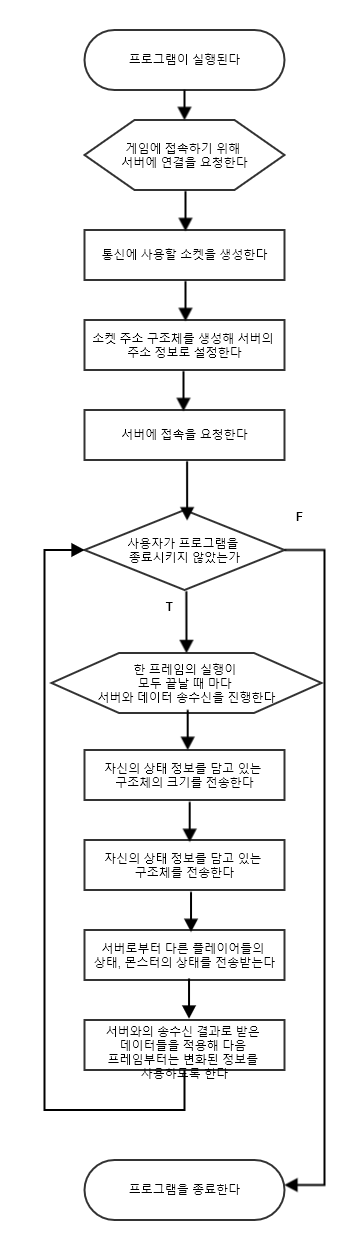 프로그램이 실행된다
게임에 접속하기 위해
서버에 연결을 요청한다
통신에 사용할 소켓을 생성한다
소켓 주소 구조체를 생성해 서버의
주소 정보로 설정한다
서버에 접속을 요청한다
F
사용자가 프로그램을
종료시키지 않았는가
T
한 프레임의 실행이
모두 끝날 때 마다
서버와 데이터 송수신을 진행한다
자신의 상태 정보를 담고 있는
구조체의 크기를 전송한다
자신의 상태 정보를 담고 있는
구조체를 전송한다
서버로부터 다른 플레이어들의
상태, 몬스터의 상태를 전송받는다
서버와의 송수신 결과로 받은
데이터들을 적용해 다음
프레임부터는 변화된 정보를
사용하도록 한다
프로그램을 종료한다